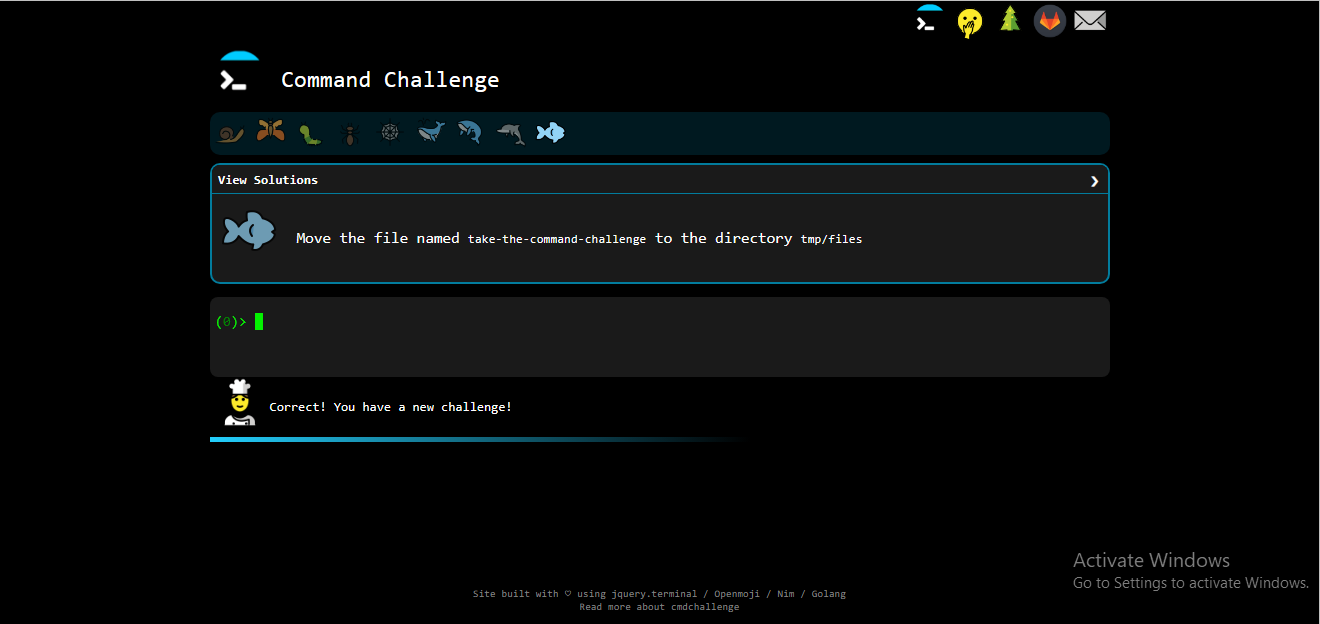 Command Challenge
View Solutions
Move the file named take-the-command-challenge to the directory tmp/files
(0)>
Correct! You have a new challenge!
Activate Windows
Go to Settings to activate Windows.
Site built with ♡ using jquery.terminal / Openmoji / Nim / Golang
Read more about cmdchallenge